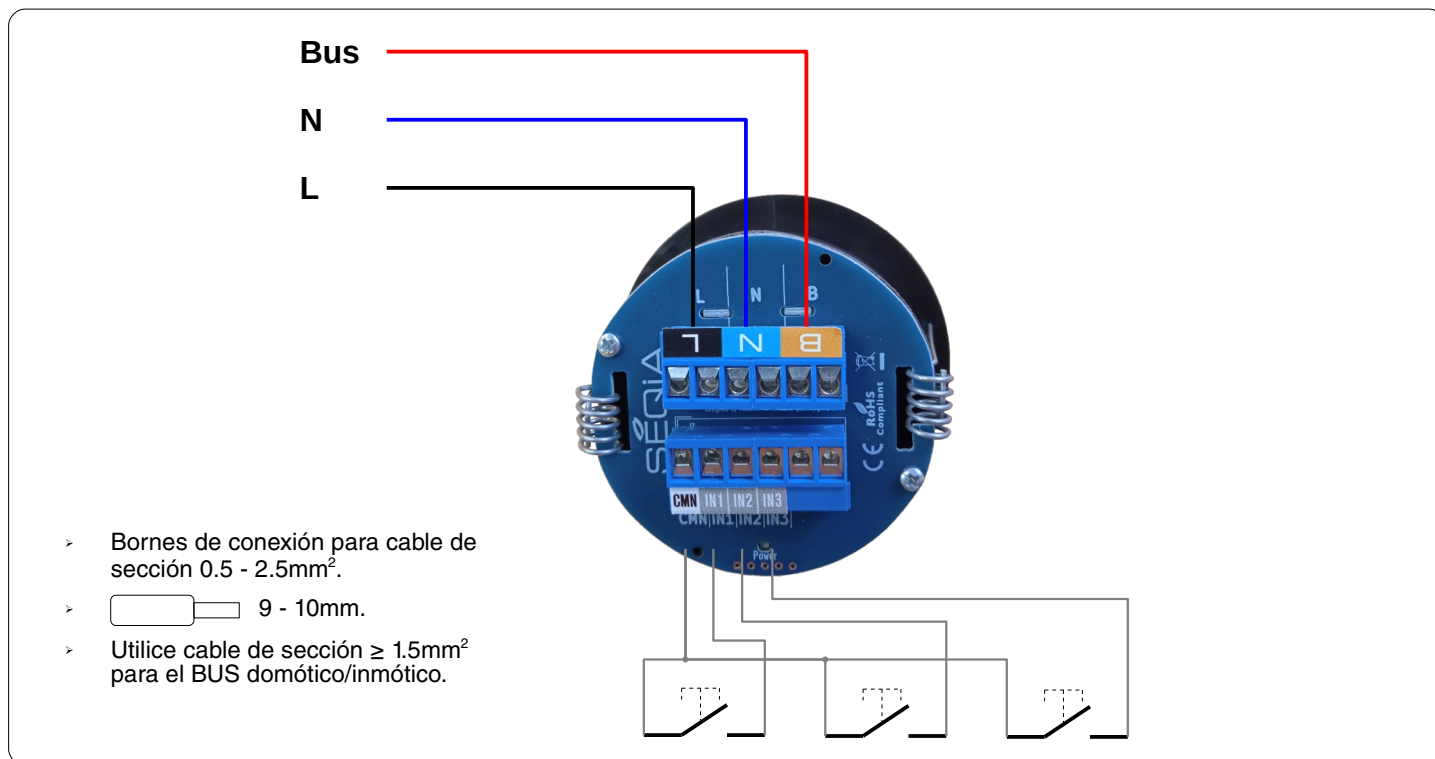 Bus
N
L
L N B
L N B
SEQiA
RoHS
Compliant
CE
CMN IN1 IN2 IN3
CMN IN1 IN2 IN3
Power
Bornes de conexión para cable de
sección 0.5 - 2.5mm².
9 - 10mm.
Utilice cable de sección ≥ 1.5mm²
para el BUS domótico/inmótico.